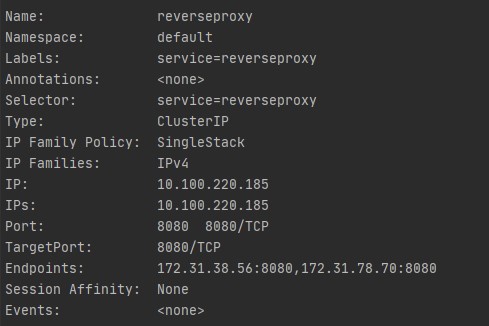 Name: reverseproxy
Namespace: default
Labels: service=reverseproxy
Annotations: <none>
Selector: service=reverseproxy
Type: ClusterIP
IP Family Policy: SingleStack
IP Families: IPv4
IP: 10.100.220.185
IPs: 10.100.220.185
Port: 8080 8080/TCP
TargetPort: 8080/TCP
Endpoints: 172.31.38.56:8080,172.31.78.70:8080
Session Affinity: None
Events: <none>